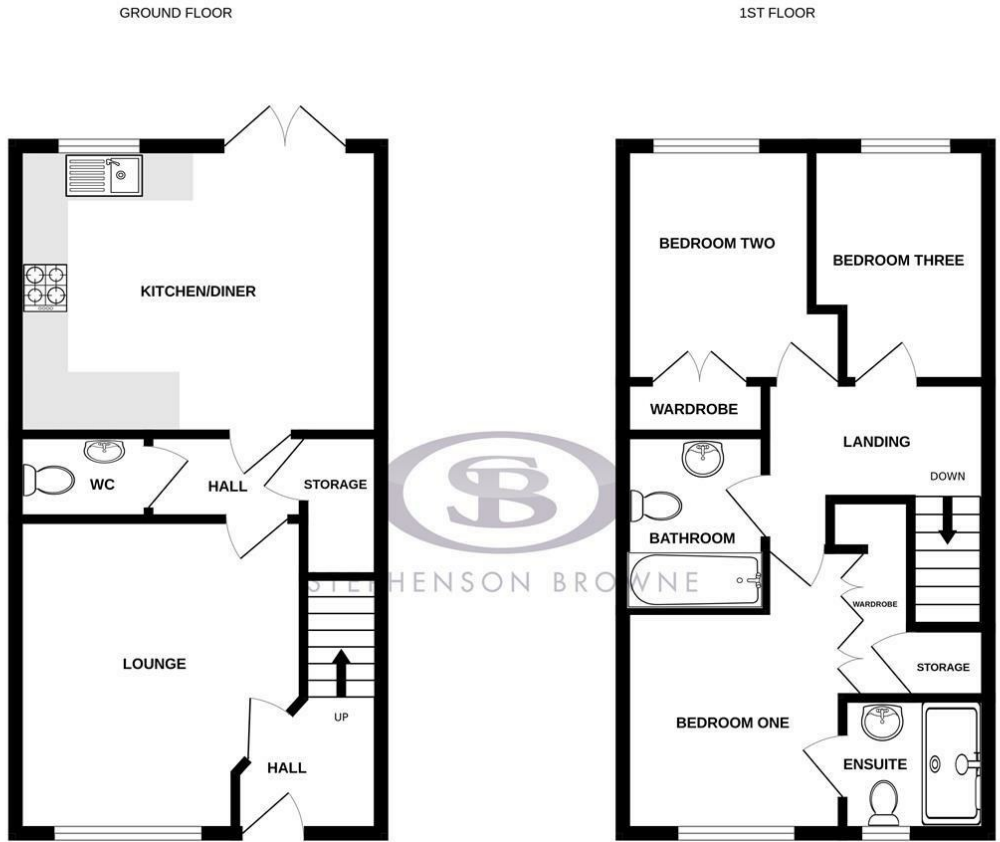 GROUND FLOOR
KITCHEN/DINER
WC
HALL
STORAGE
LOUNGE
UP
HALL
1ST FLOOR
BEDROOM TWO
BEDROOM THREE
WARDROBE
LANDING
DOWN
BATHROOM
WARDROBE
STORAGE
BEDROOM ONE
ENSUITE
SB
STEPHENSON BROWNE